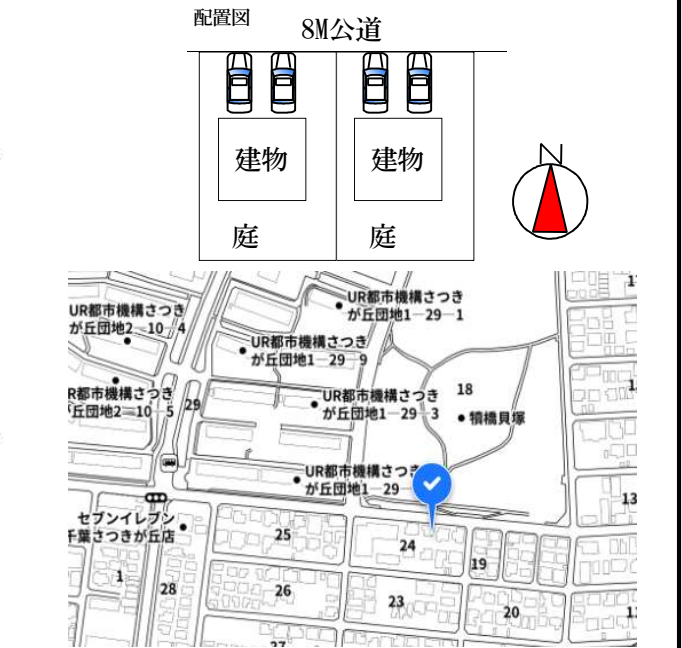 配置図
8M公道
建物
建物
庭
庭
N
UR都市機構さつき
が丘団地1－29－1
UR都市機構さつき
が丘団地2－10－4
UR都市機構さつき
が丘団地1－29－9
R都市機構さつき
丘団地2－10－5
29
UR都市機構さつき
が丘団地1－29－3
18
犢橋貝塚
UR都市機構さつき
が丘団地1－29
セブンイレブン
千葉さつきが丘店
25
24
13
19
1
28
26
23
20
27